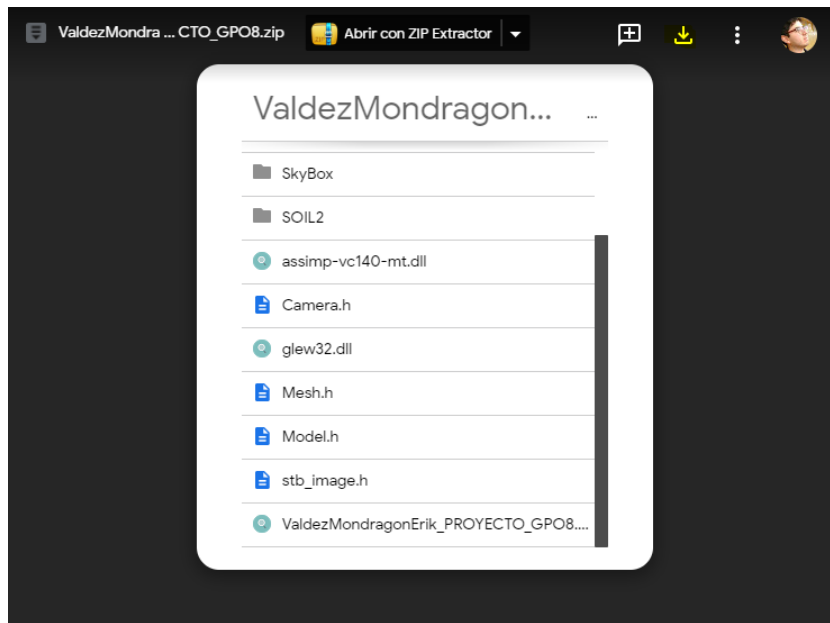 ValdezMondra ... CTO_GPO8.zip Abrir con ZIP Extractor
ValdezMondragon... ...
SkyBox
SOIL2
assimp-vc140-mt.dll
Camera.h
glew32.dll
Mesh.h
Model.h
stb_image.h
ValdezMondragonErik_PROYECTO_GPO8....